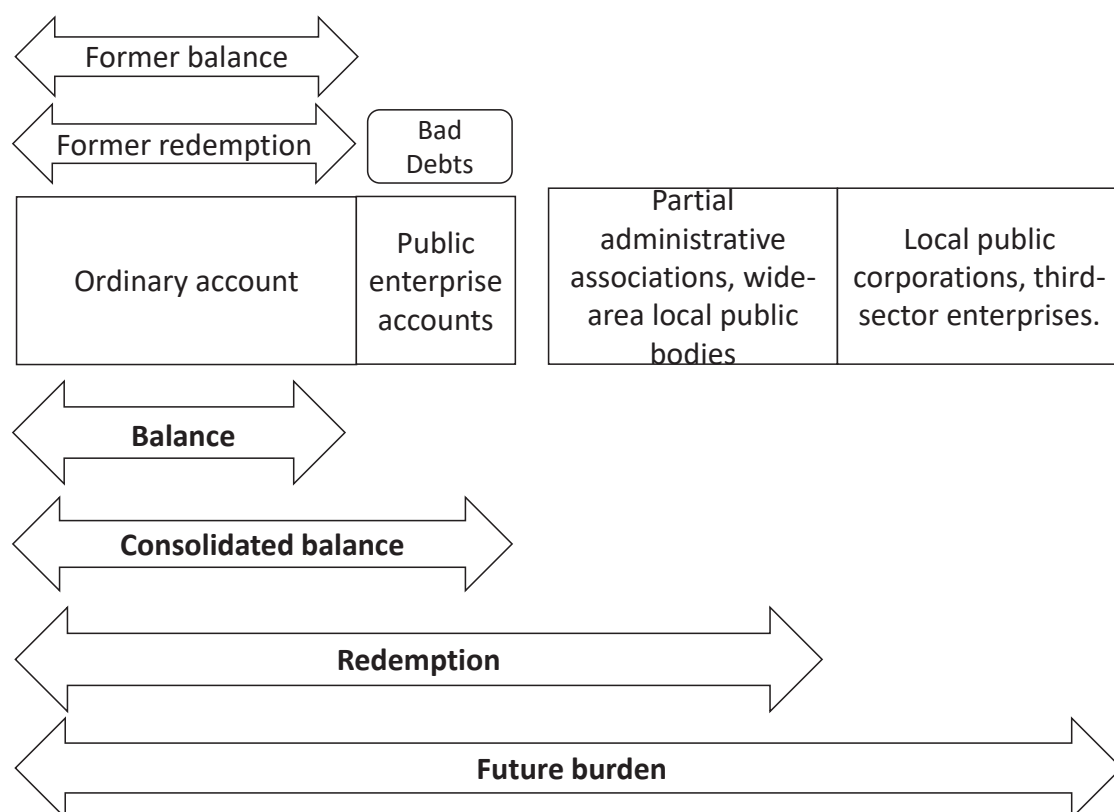 Former balance
Former redemption
Bad
Debts
Ordinary account
Public
enterprise
accounts
Partial
administrative
associations, wide-
area local public
bodies
Local public
corporations, third-
sector enterprises.
Balance
Consolidated balance
Redemption
Future burden